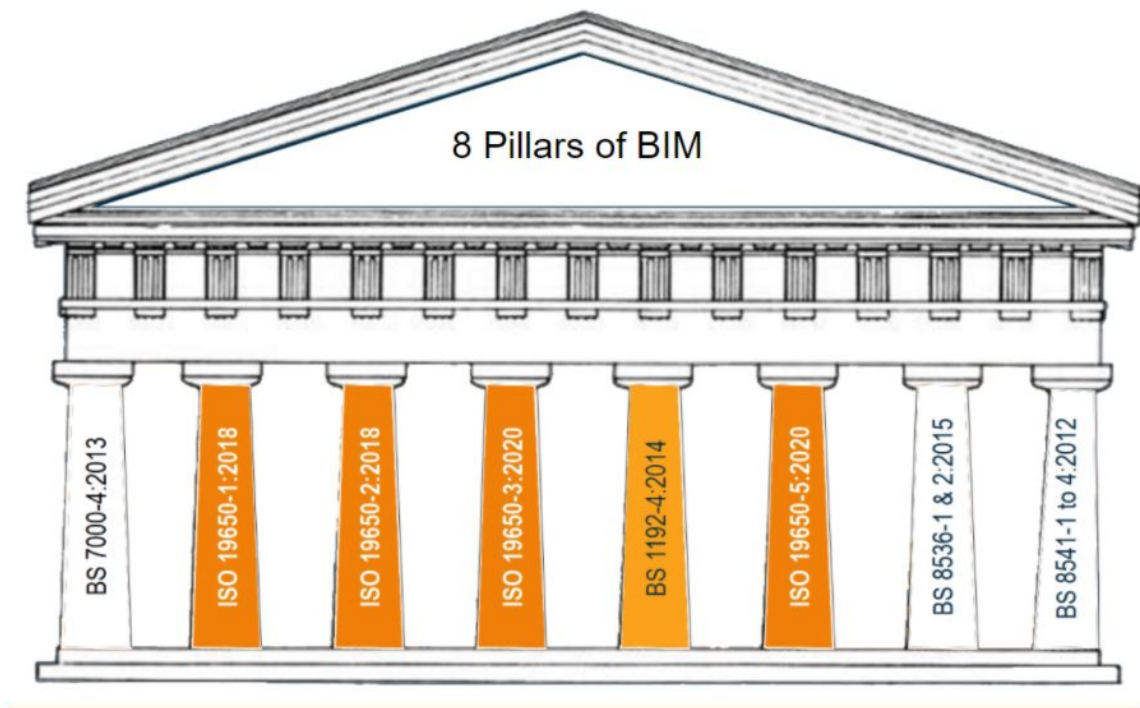 8 Pillars of BIM
BS 7000-4:2013
ISO 19650-1:2018
ISO 19650-2:2018
ISO 19650-3:2020
BS 1192-4:2014
ISO 19650-5:2020
BS 8536-1 & 2:2015
BS 8541-1 to 4:2012